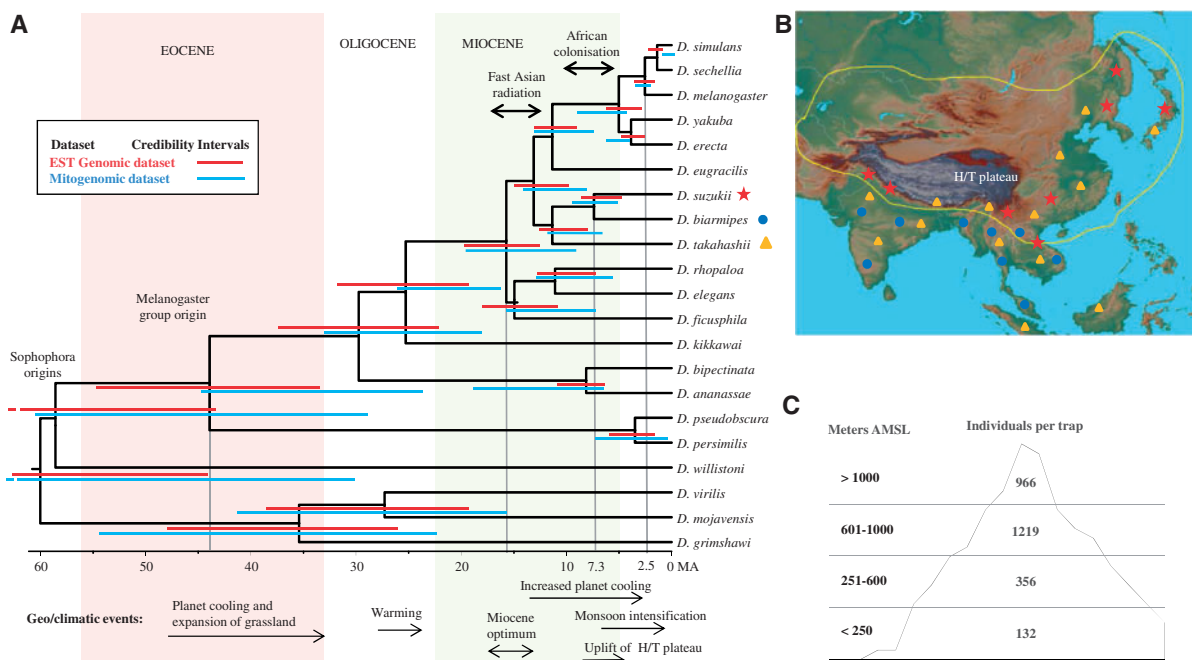 A
EOCENE
OLIGOCENE
MIOCENE
African
colonisation
Fast Asian
radiation
Dataset Credibility Intervals
EST Genomic dataset
Mitogenomic dataset
Melanogaster
group origin
Sophophora
origins
D. simulans
D. sechellia
D. melanogaster
D. yakuba
D. erecta
D. eugracilis
D. suzukii
D. biarmipes
D. takahashii
D. rhopaloa
D. elegans
D. ficusphila
D. kikkawai
D. bipectinata
D. ananassae
D. pseudobscura
D. persimilis
D. willistoni
D. virilis
D. mojavensis
D. grimshawi
60 50 40 30 20 10 7.3 2.5 0 MA
Geo/climatic events:
Planet cooling and
expansion of grassland
Warming
Increased planet cooling
Miocene
optimum
Monsoon intensification
Uplift of H/T plateau
B
H/T plateau
C
Meters AMSL Individuals per trap
> 1000 966
601-1000 1219
251-600 356
< 250 132